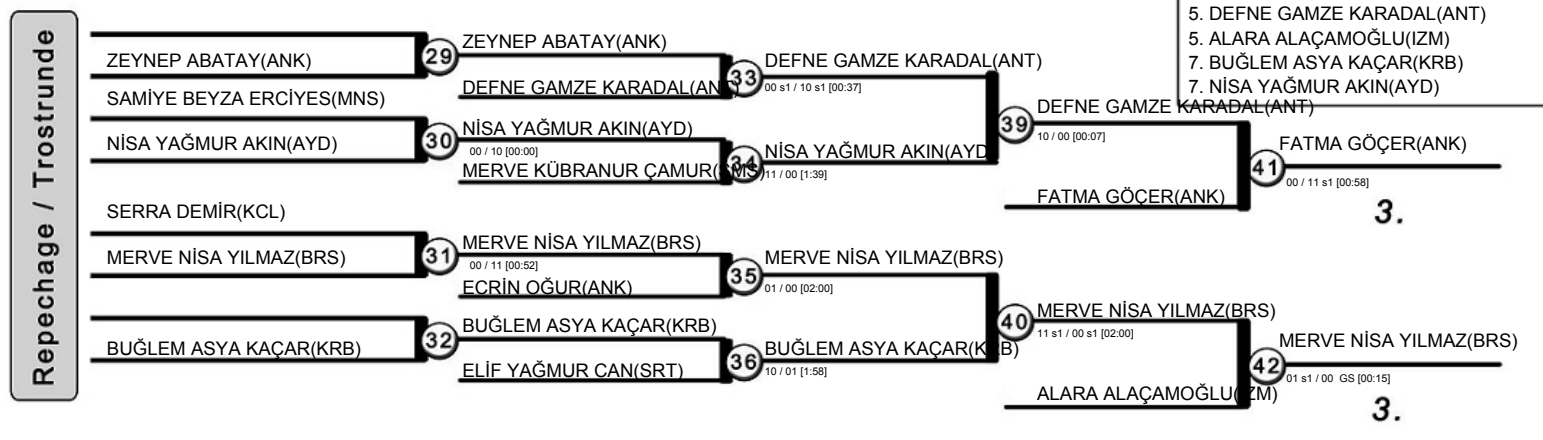 Repechage / Trostrunde
5. DEFNE GAMZE KARADAL(ANT)
5. ALARA ALAÇAMOĞLU(IZM)
7. BUĞLEM ASYA KAÇAR(KRB)
7. NİSA YAĞMUR AKIN(AYD)
ZEYNEP ABATAY(ANK)
SAMİYE BEYZA ERCİYES(MNS)
NİSA YAĞMUR AKIN(AYD)
SERRA DEMİR(KCL)
MERVE NİSA YILMAZ(BRS)
BUĞLEM ASYA KAÇAR(KRB)
29
30
31
32
ZEYNEP ABATAY(ANK)
DEFNE GAMZE KARADAL(ANT)
NİSA YAĞMUR AKIN(AYD)
00 / 10 [00:00]
MERVE KÜBRANUR ÇAMUR(SMS)
MERVE NİSA YILMAZ(BRS)
00 / 11 [00:52]
ECRİN OĞUR(ANK)
BUĞLEM ASYA KAÇAR(KRB)
ELİF YAĞMUR CAN(SRT)
33
34
35
36
DEFNE GAMZE KARADAL(ANT)
00 s1 / 10 s1 [00:37]
NİSA YAĞMUR AKIN(AYD)
11 / 00 [1:39]
MERVE NİSA YILMAZ(BRS)
01 / 00 [02:00]
BUĞLEM ASYA KAÇAR(KRB)
10 / 01 [1:58]
39
40
DEFNE GAMZE KARADAL(ANT)
10 / 00 [00:07]
FATMA GÖÇER(ANK)
MERVE NİSA YILMAZ(BRS)
11 s1 / 00 s1 [02:00]
ALARA ALAÇAMOĞLU(IZM)
41
42
FATMA GÖÇER(ANK)
00 / 11 s1 [00:58]
3.
MERVE NİSA YILMAZ(BRS)
01 s1 / 00 GS [00:15]
3.